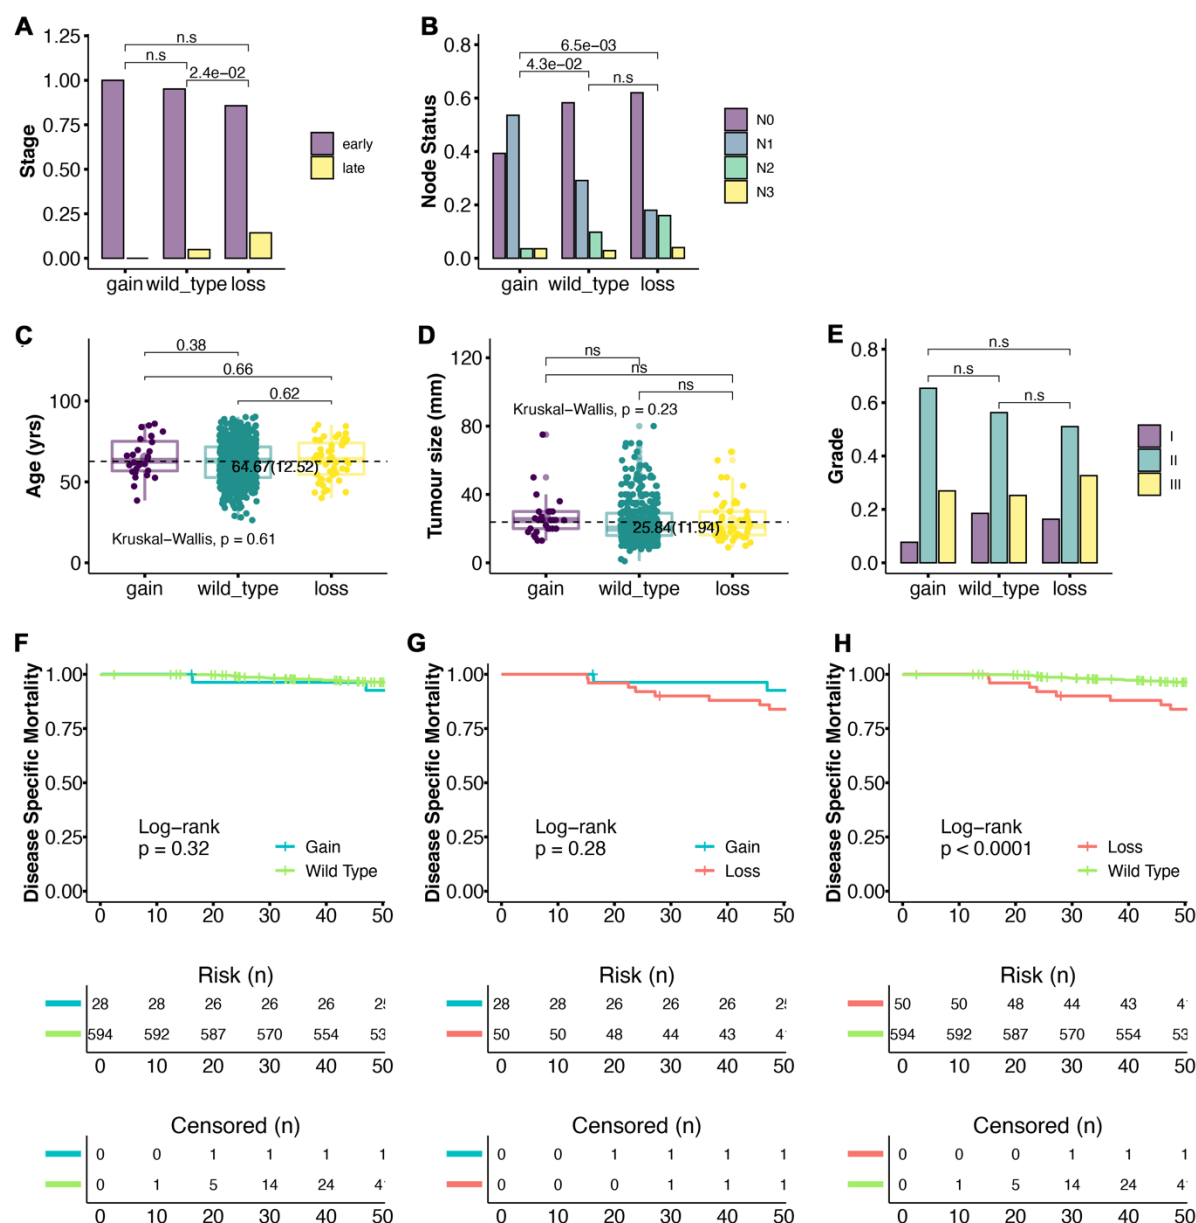 A
Stage
1.25
1.00
0.75
0.50
0.25
0.00
n.s
n.s
2.4e−02
gain wild_type loss
early
late
B
Node Status
0.8
0.6
0.4
0.2
0.0
6.5e−03
4.3e−02
n.s
gain wild_type loss
N0
N1
N2
N3
C
Age (yrs)
100
50
0
0.38
0.66
0.62
64.67(12.52)
Kruskal−Wallis, p = 0.61
gain wild_type loss
D
Tumour size (mm)
120
80
40
0
ns
ns
ns
Kruskal−Wallis, p = 0.23
25.84(11.94)
gain wild_type loss
E
Grade
0.8
0.6
0.4
0.2
0.0
n.s
n.s
n.s
gain wild_type loss
I
II
III
F
Disease Specific Mortality
1.00
0.75
0.50
0.25
0.00
Log−rank
p = 0.32
Gain
Wild Type
0 10 20 30 40 50
Risk (n)
28 28 26 26 26
594 592 587 570 554 53
0 10 20 30 40 50
Censored (n)
0 0 1 1 1 1
0 1 5 14 24
0 10 20 30 40 50
G
Disease Specific Mortality
1.00
0.75
0.50
0.25
0.00
Log−rank
p = 0.28
Gain
Loss
0 10 20 30 40 50
Risk (n)
28 28 26 26 26
50 50 48 44 43
0 10 20 30 40 50
Censored (n)
0 0 1 1 1 1
0 0 0 1 1 1
0 10 20 30 40 50
H
Disease Specific Mortality
1.00
0.75
0.50
0.25
0.00
Log−rank
p < 0.0001
Loss
Wild Type
0 10 20 30 40 50
Risk (n)
50 50 48 44 43
594 592 587 570 554 53
0 10 20 30 40 50
Censored (n)
0 0 0 1 1 1
0 1 5 14 24
0 10 20 30 40 50